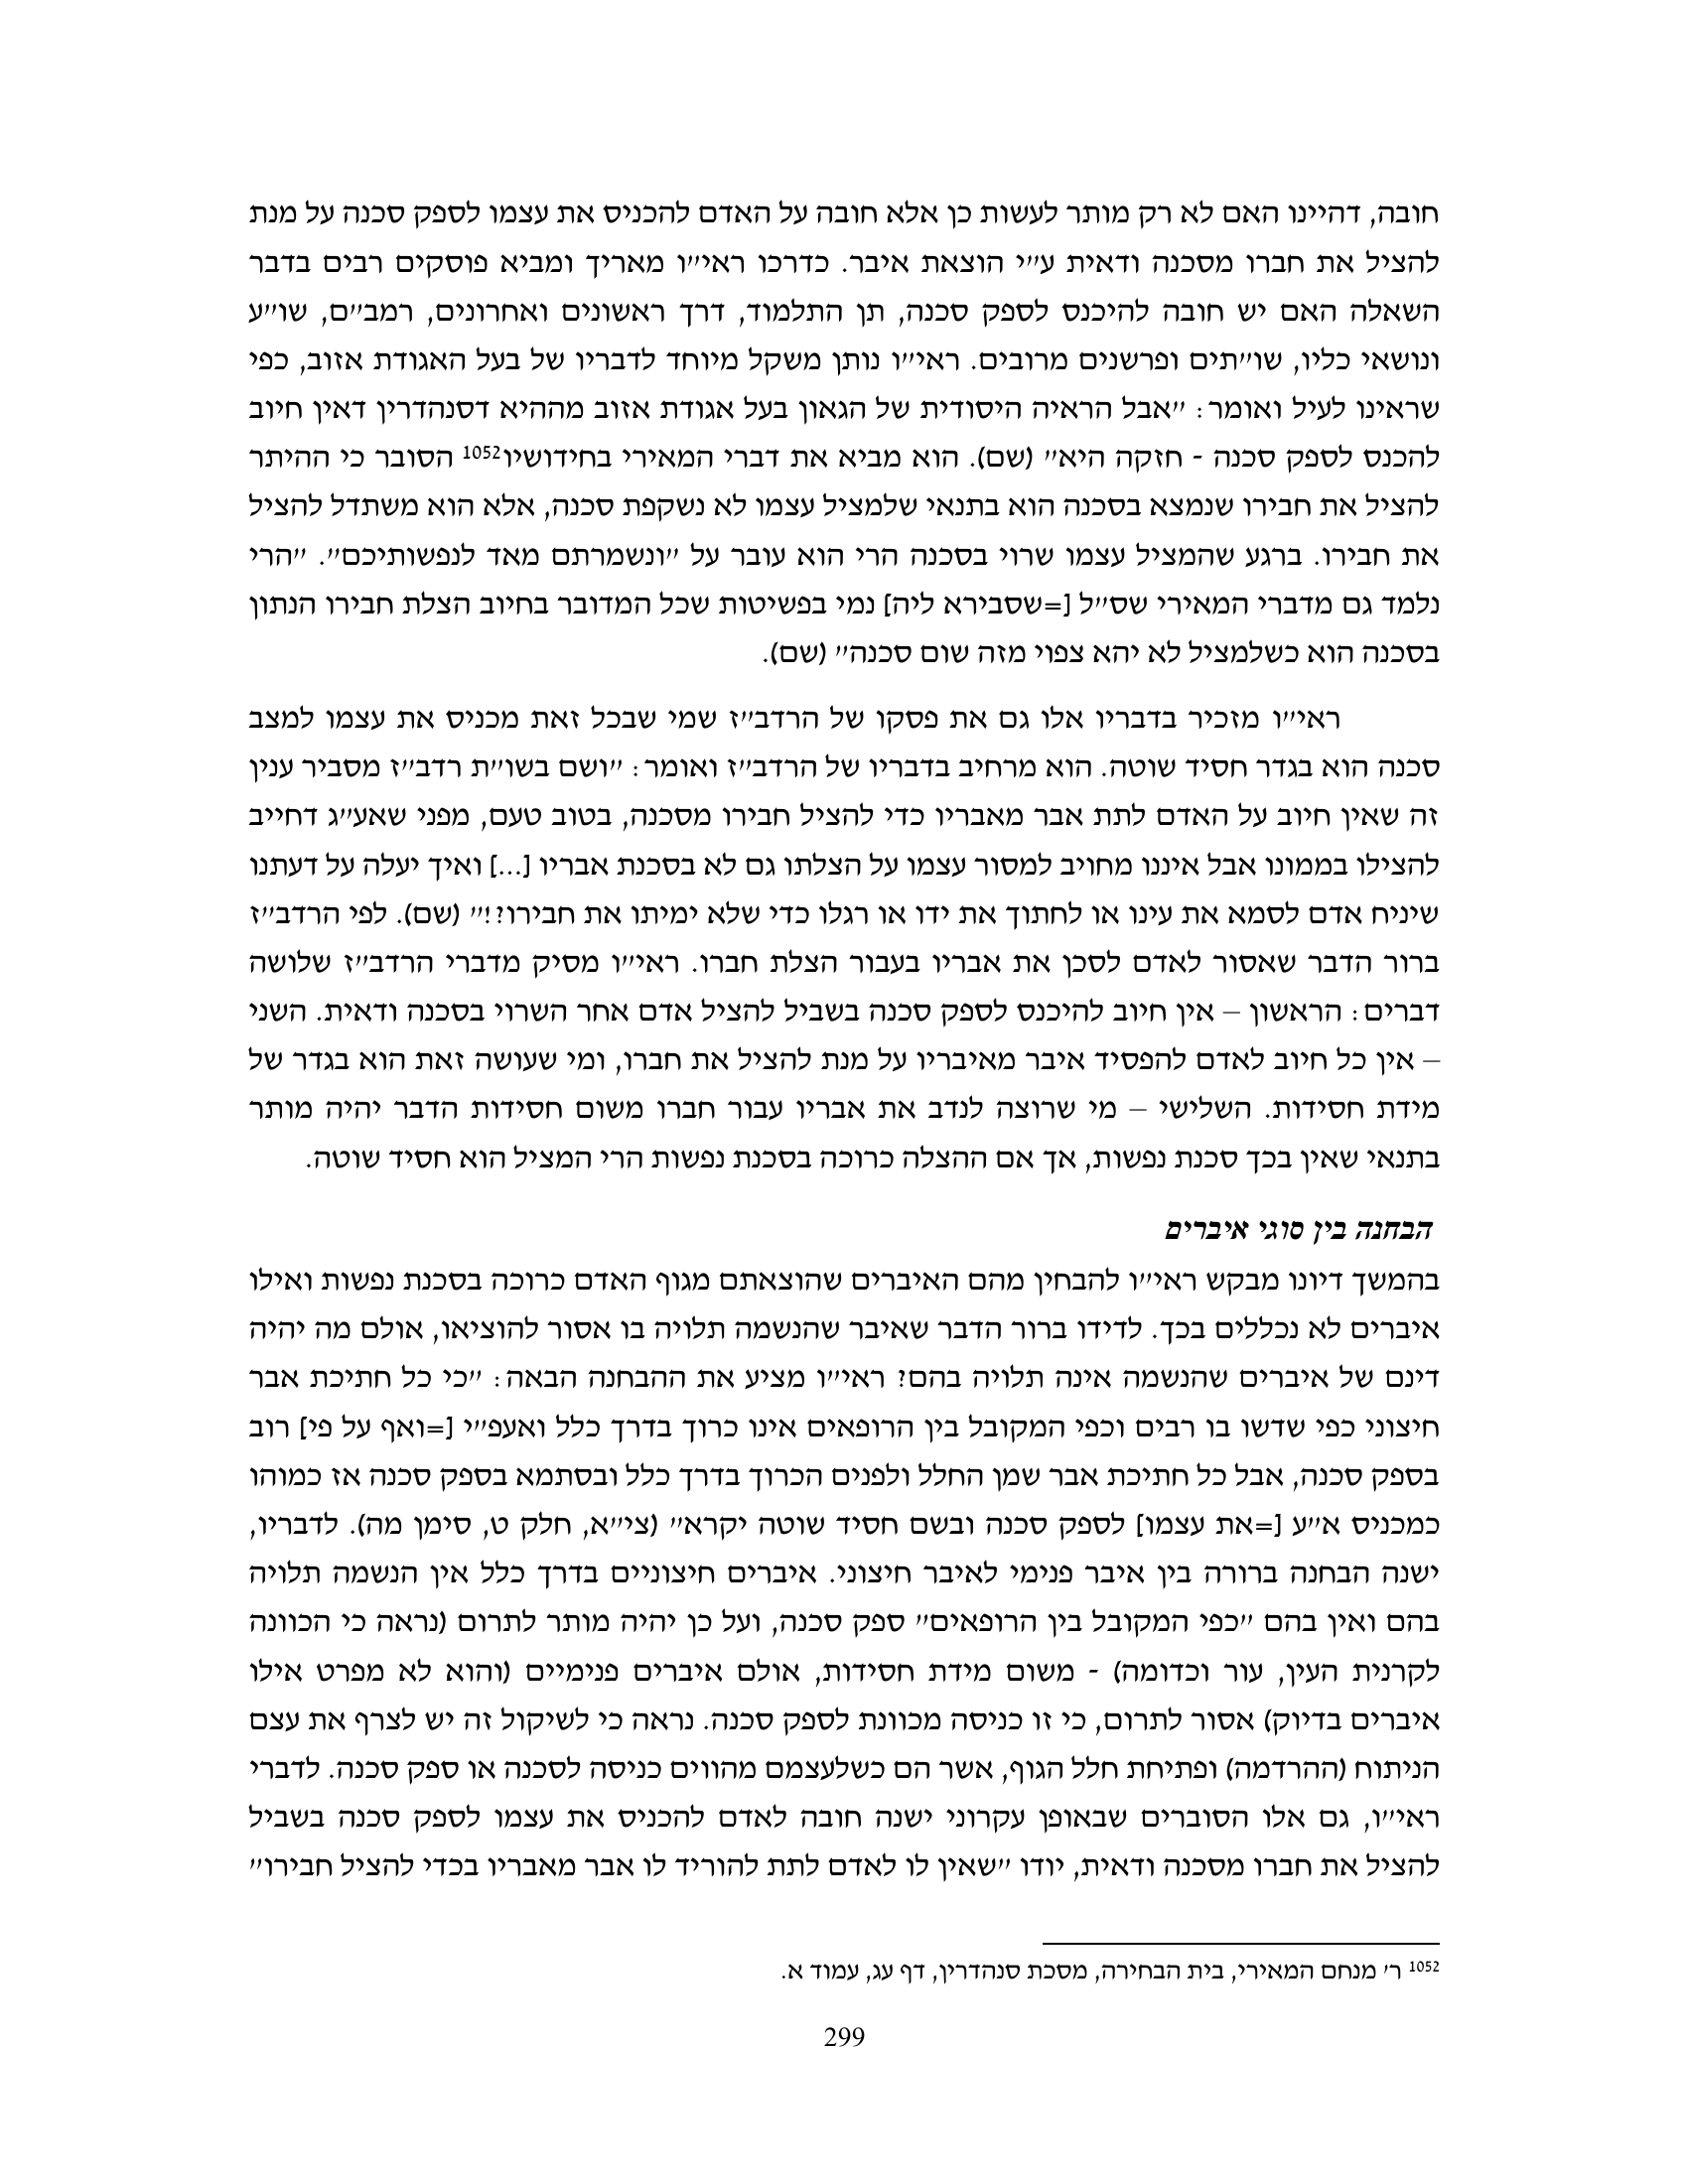 חובה, דהיינו האם לא רק מותר לעשות כן אלא חובה על האדם להכניס את עצמו לספק סכנה על מנת
להציל את חברו מסכנה ודאית ע״י הוצאת איבר. כדרכו ראי״ו מאריך ומביא פוסקים רבים בדבר
השאלה האם יש חובה להיכנס לספק סכנה, תן התלמוד, דרך ראשונים ואחרונים, רמב״ם, שו״ע
ונושאי כליו, שו״תים ופרשנים מרובים. ראי״ו נותן משקל מיוחד לדבריו של בעל האגודת אזוב, כפי
שראינו לעיל ואומר: ״אבל הראיה היסודית של הגאון בעל אגודת אזוב מההיא דסנהדרין דאין חיוב
להכנס לספק סכנה - חזקה היא״ (שם). הוא מביא את דברי המאירי בחידושיו1052 הסובר כי ההיתר
להציל את חבירו שנמצא בסכנה הוא בתנאי שלמציל עצמו לא נשקפת סכנה, אלא הוא משתדל להציל
את חבירו. ברגע שהמציל עצמו שרוי בסכנה הרי הוא עובר על ״ונשמרתם מאד לנפשותיכם״. ״הרי
נלמד גם מדברי המאירי שס״ל [=שסבירא ליה] נמי בפשיטות שכל המדובר בחיוב הצלת חבירו הנתון
בסכנה הוא כשלמציל לא יהא צפוי מזה שום סכנה״ (שם).
ראי״ו מזכיר בדבריו אלו גם את פסקו של הרדב״ז שמי שבכל זאת מכניס את עצמו למצב
סכנה הוא בגדר חסיד שוטה. הוא מרחיב בדבריו של הרדב״ז ואומר: ״ושם בשו״ת רדב״ז מסביר ענין
זה שאין חיוב על האדם לתת אבר מאבריו כדי להציל חבירו מסכנה, בטוב טעם, מפני שאע״ג דחייב
להצילו בממונו אבל איננו מחויב למסור עצמו על הצלתו גם לא בסכנת אבריו [...] ואיך יעלה על דעתנו
שיניח אדם לסמא את עינו או לחתוך את ידו או רגלו כדי שלא ימיתו את חבירו?!״ (שם). לפי הרדב״ז
ברור הדבר שאסור לאדם לסכן את אבריו בעבור הצלת חברו. ראי״ו מסיק מדברי הרדב״ז שלושה
דברים: הראשון – אין חיוב להיכנס לספק סכנה בשביל להציל אדם אחר השרוי בסכנה ודאית. השני
– אין כל חיוב לאדם להפסיד איבר מאיבריו על מנת להציל את חברו, ומי שעושה זאת הוא בגדר של
מידת חסידות. השלישי – מי שרוצה לנדב את אבריו עבור חברו משום חסידות הדבר יהיה מותר
בתנאי שאין בכך סכנת נפשות, אך אם ההצלה כרוכה בסכנת נפשות הרי המציל הוא חסיד שוטה.
הבחנה בין סוגי איברים
בהמשך דיונו מבקש ראי״ו להבחין מהם האיברים שהוצאתם מגוף האדם כרוכה בסכנת נפשות ואילו
איברים לא נכללים בכך. לדידו ברור הדבר שאיבר שהנשמה תלויה בו אסור להוציאו, אולם מה יהיה
דינם של איברים שהנשמה אינה תלויה בהם? ראי״ו מציע את ההבחנה הבאה: ״כי כל חתיכת אבר
חיצוני כפי שדשו בו רבים וכפי המקובל בין הרופאים אינו כרוך בדרך כלל ואעפ״י [=ואף על פי] רוב
בספק סכנה, אבל כל חתיכת אבר שמן החלל ולפנים הכרוך בדרך כלל ובסתמא בספק סכנה אז כמוהו
כמכניס א״ע [=את עצמו] לספק סכנה ובשם חסיד שוטה יקרא״ (צי״א, חלק ט, סימן מה). לדבריו,
ישנה הבחנה ברורה בין איבר פנימי לאיבר חיצוני. איברים חיצוניים בדרך כלל אין הנשמה תלויה
בהם ואין בהם ״כפי המקובל בין הרופאים״ ספק סכנה, ועל כן יהיה מותר לתרום (נראה כי הכוונה
לקרנית העין, עור וכדומה) - משום מידת חסידות, אולם איברים פנימיים (והוא לא מפרט אילו
איברים בדיוק) אסור לתרום, כי זו כניסה מכוונת לספק סכנה. נראה כי לשיקול זה יש לצרף את עצם
הניתוח (ההרדמה) ופתיחת חלל הגוף, אשר הם כשלעצמם מהווים כניסה לסכנה או ספק סכנה. לדברי
ראי״ו, גם אלו הסוברים שבאופן עקרוני ישנה חובה לאדם להכניס את עצמו לספק סכנה בשביל
להציל את חברו מסכנה ודאית, יודו ״שאין לו לאדם לתת להוריד לו אבר מאבריו בכדי להציל חבירו״
1052 ר׳ מנחם המאירי, בית הבחירה, מסכת סנהדרין, דף עג, עמוד א.
299